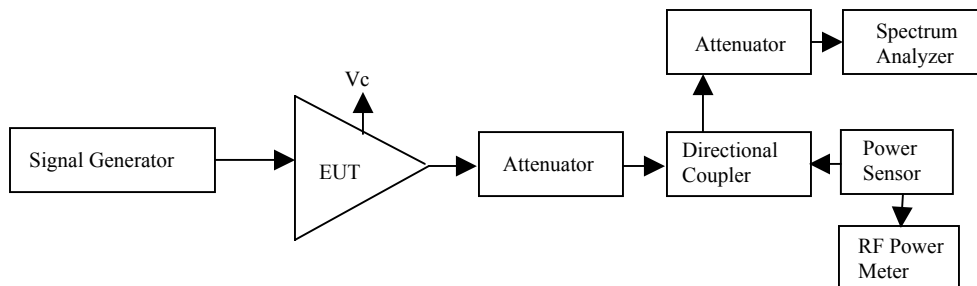 Attenuator
Spectrum
Analyzer
Vc
Signal Generator
EUT
Attenuator
Directional
Coupler
Power
Sensor
RF Power
Meter